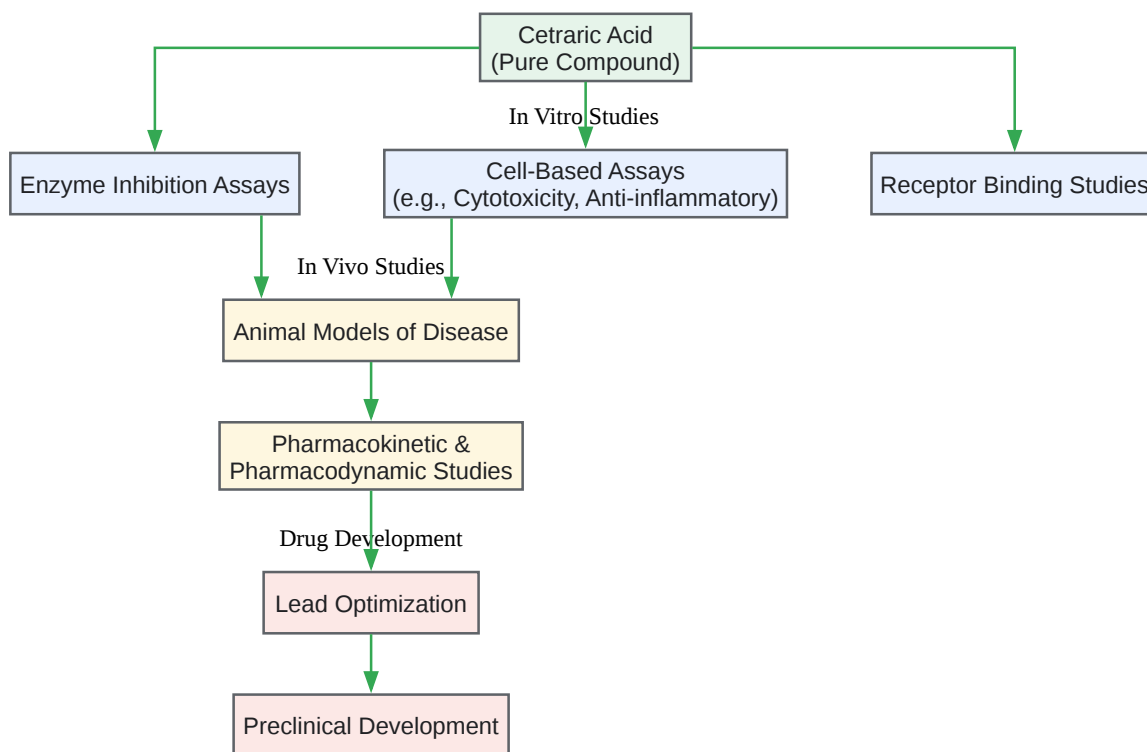 Cetraric Acid
(Pure Compound)
In Vitro Studies
Enzyme Inhibition Assays
Cell-Based Assays
(e.g., Cytotoxicity, Anti-inflammatory)
Receptor Binding Studies
In Vivo Studies
Animal Models of Disease
Pharmacokinetic &
Pharmacodynamic Studies
Drug Development
Lead Optimization
Preclinical Development